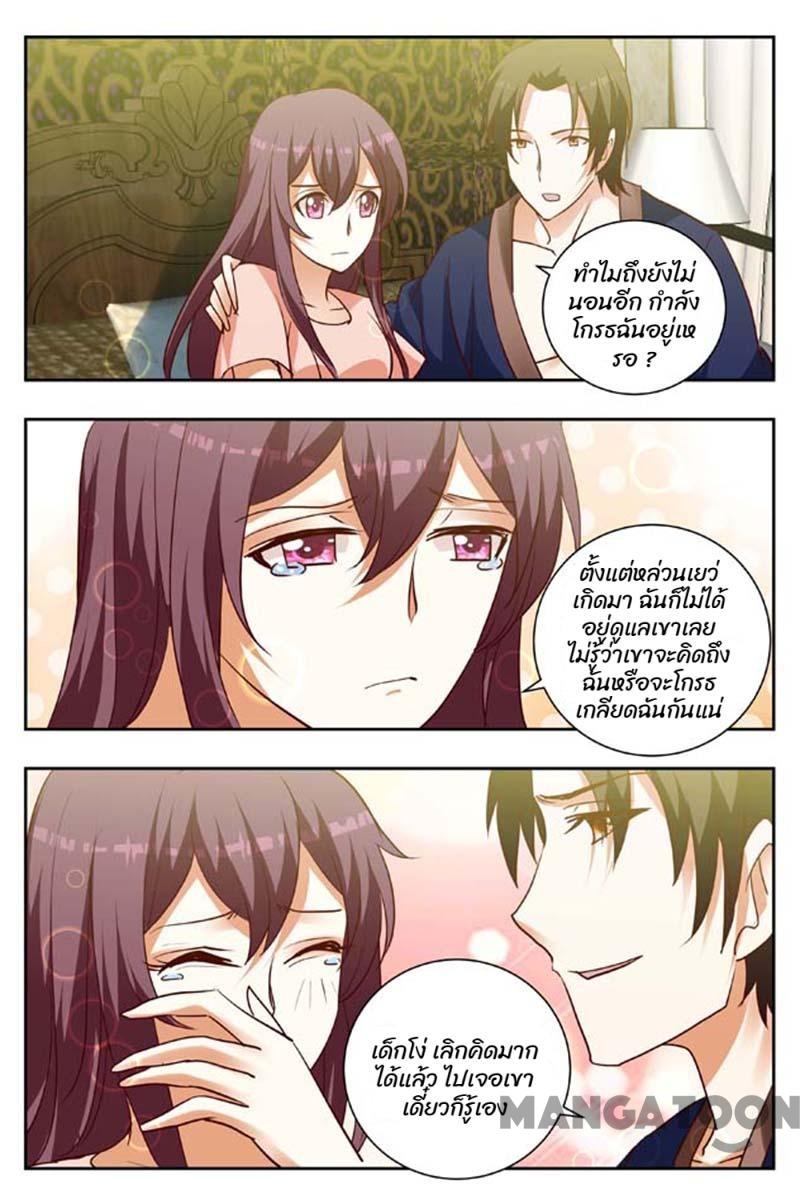 ทำไมถึงยังไม่
นอนอีก กำลัง
โกรธฉันอยู่เห
รอ ?
ตั้งแต่หล่วนเยว่
เกิดมา ฉันก็ไม่ได้
อยู่ดูแลเขาเลย
ไม่รู้ว่าเขาจะคิดถึง
ฉันหรือจะโกรธ
เกลียดฉันกันแน่
เด็กโง่ เลิกคิดมาก
ได้แล้ว ไปเจอเขา
เดี๋ยวก็รู้เอง
MANGATOON